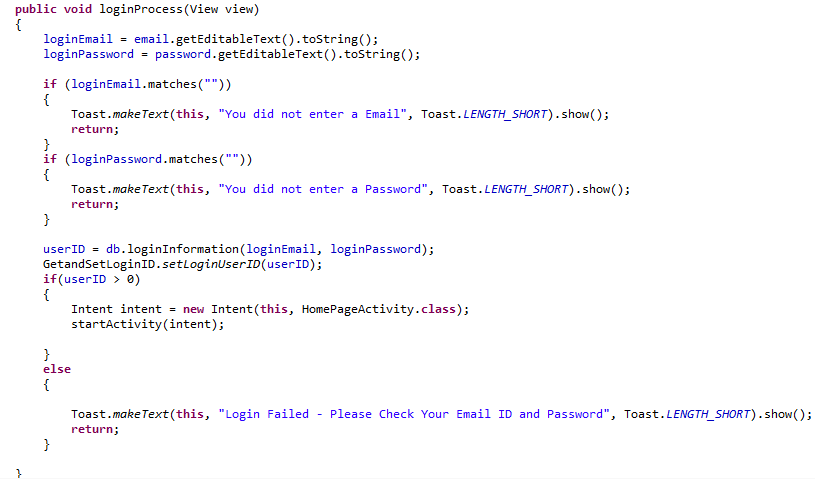 public void loginProcess(View view)
{
    loginEmail = email.getEditableText().toString();
    loginPassword = password.getEditableText().toString();

    if (loginEmail.matches(""))
    {
        Toast.makeText(this, "You did not enter a Email", Toast.LENGTH_SHORT).show();
        return;
    }
    if (loginPassword.matches(""))
    {
        Toast.makeText(this, "You did not enter a Password", Toast.LENGTH_SHORT).show();
        return;
    }

    userID = db.loginInformation(loginEmail, loginPassword);
    GetandSetLoginID.setLoginUserID(userID);
    if(userID > 0)
    {
        Intent intent = new Intent(this, HomePageActivity.class);
        startActivity(intent);

    }
    else
    {

        Toast.makeText(this, "Login Failed - Please Check Your Email ID and Password", Toast.LENGTH_SHORT).show();
        return;
    }

}